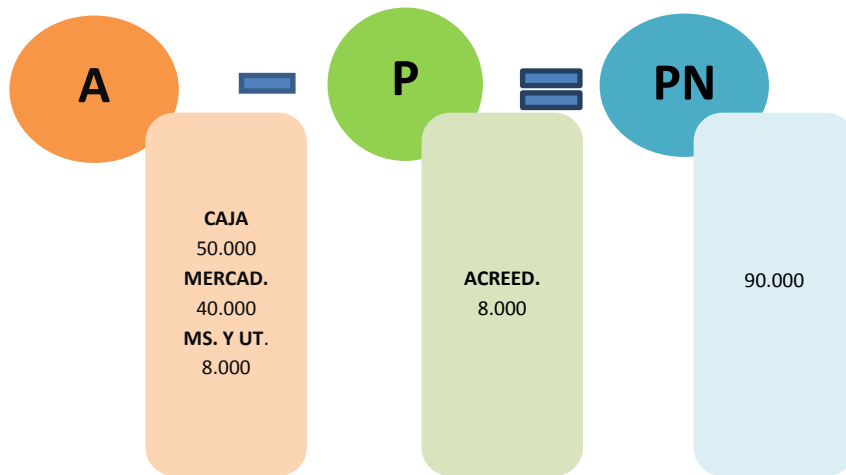 A
P
PN
CAJA
50.000
MERCAD.
40.000
MS. Y UT.
8.000
ACREED.
8.000
90.000